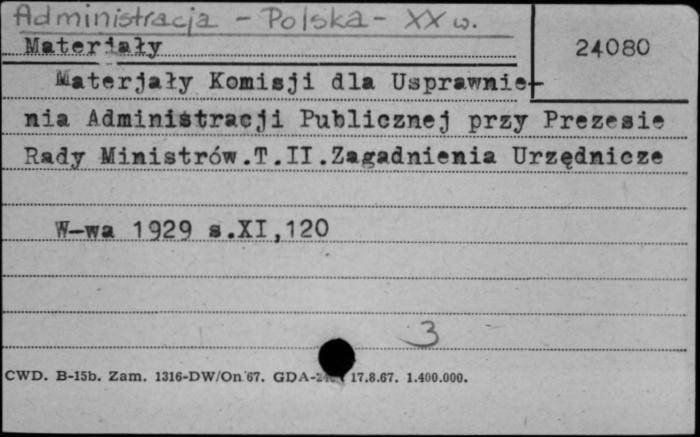 Administracja - Polska - XX w.
Materjały
24080
Materjały Komisji dla Usprawnie-
nia Administracji Publicznej przy Prezesie
Rady Ministrów.T.II.Zagadnienia Urzędnicze
W-wa 1929 s.XI,120
3
CWD. B-15b. Zam. 1316-DW/On 67. GDA- 17.8.67. 1.400.000.